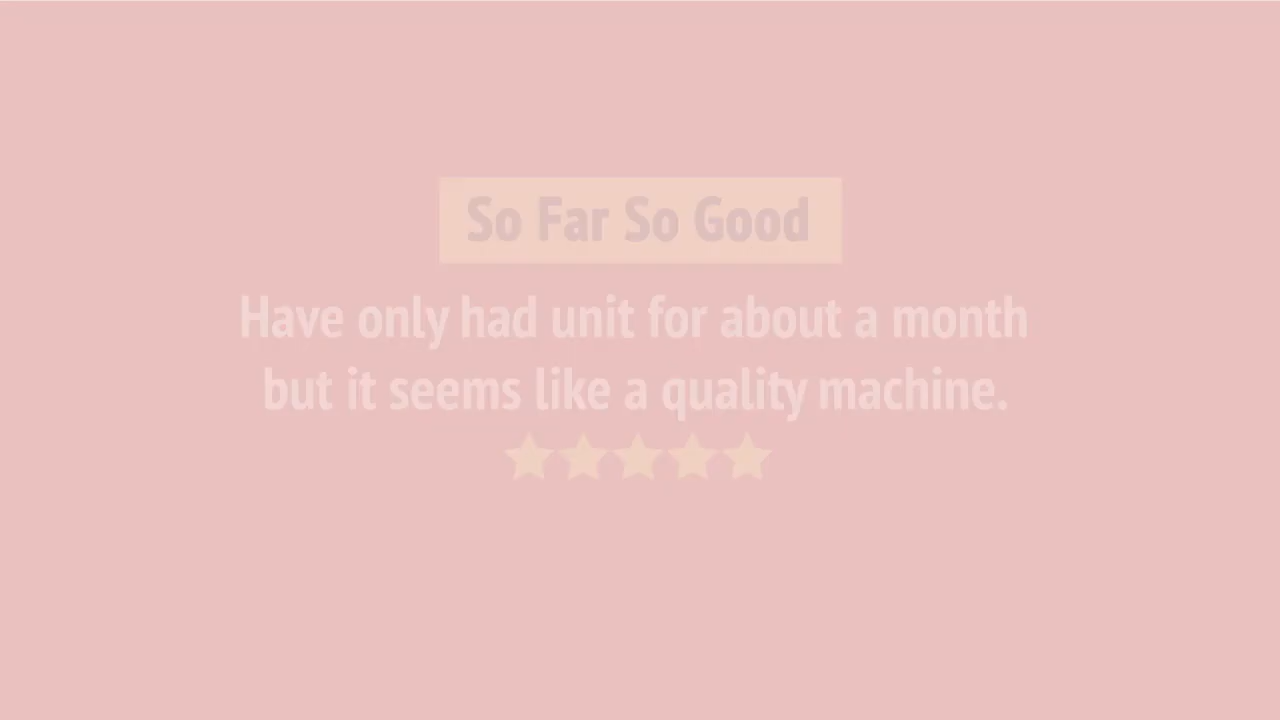 So Far So Good
Have only had unit for about a month
but it seems like a quality machine.